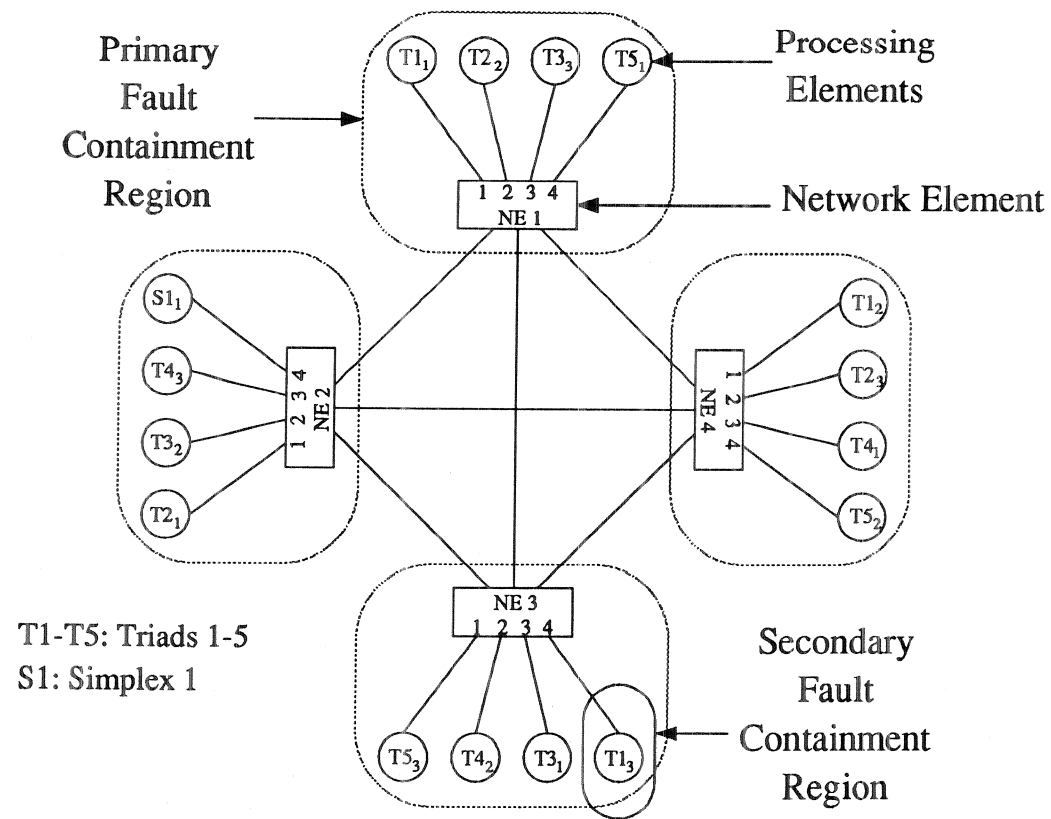 Primary
Fault
Containment
Region
T1₁ T2₂ T3₃ T5₁
Processing
Elements
1 2 3 4
NE 1
Network Element
S1₁
T4₃
T3₂
T2₁
1 2 3 4
NE 2
1 2 3 4
NE 4
T1₂
T2₃
T4₁
T5₂
NE 3
1 2 3 4
T5₃ T4₂ T3₁ T1₃
T1-T5: Triads 1-5
S1: Simplex 1
Secondary
Fault
Containment
Region